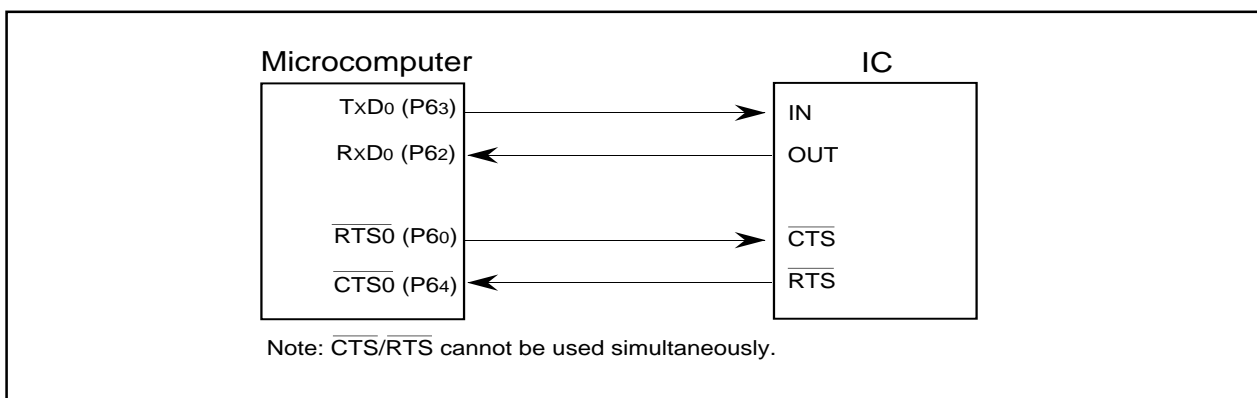 Microcomputer
IC
TxD0 (P63)
IN
RxD0 (P62)
OUT
RTS0 (P60)
CTS
CTS0 (P64)
RTS
Note: CTS/RTS cannot be used simultaneously.